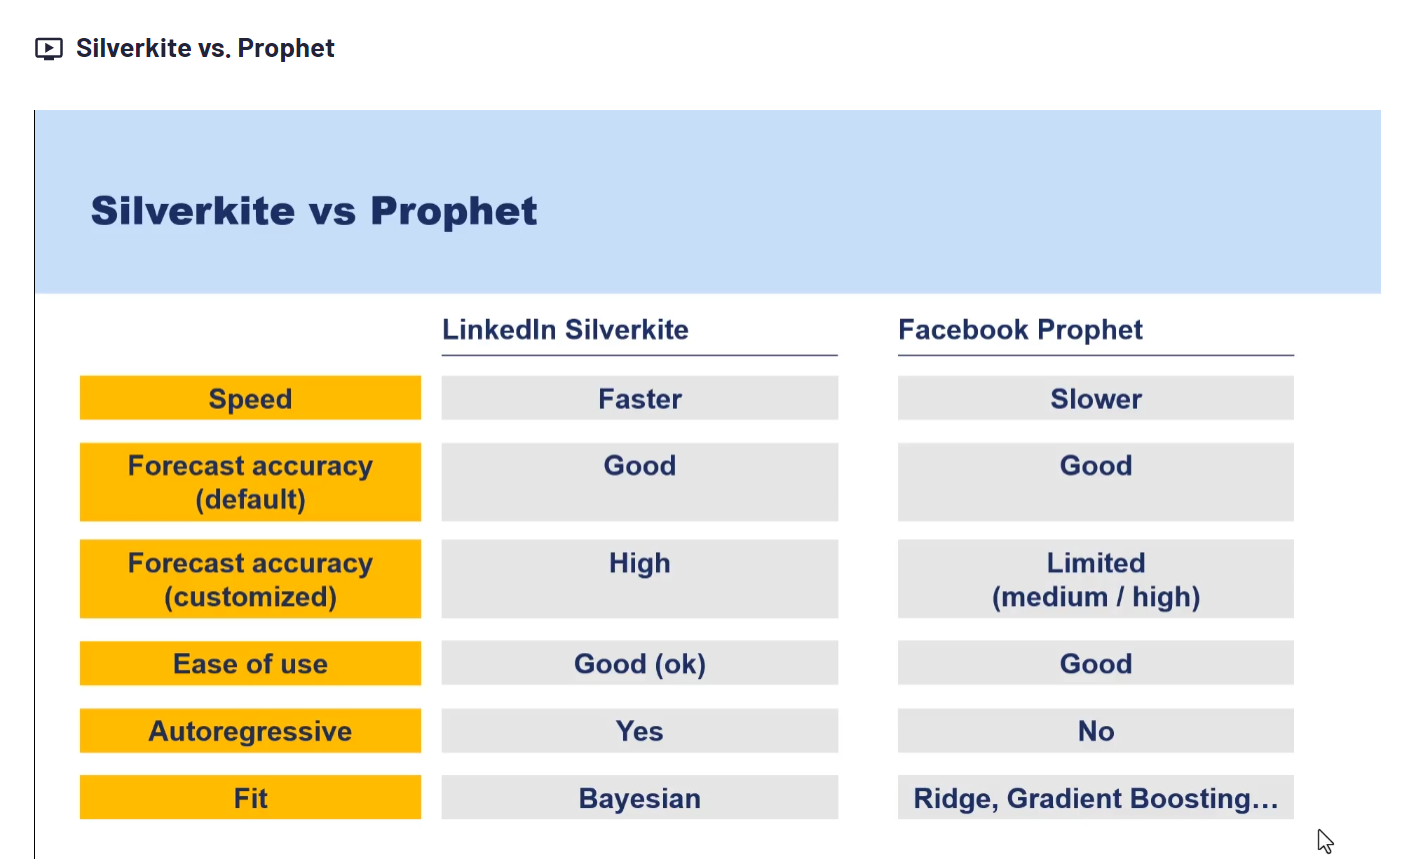 Silverkite vs. Prophet
Silverkite vs Prophet
LinkedIn Silverkite
Facebook Prophet
Speed
Faster
Slower
Forecast accuracy
(default)
Good
Good
Forecast accuracy
(customized)
High
Limited
(medium / high)
Ease of use
Good (ok)
Good
Autoregressive
Yes
No
Fit
Bayesian
Ridge, Gradient Boosting...